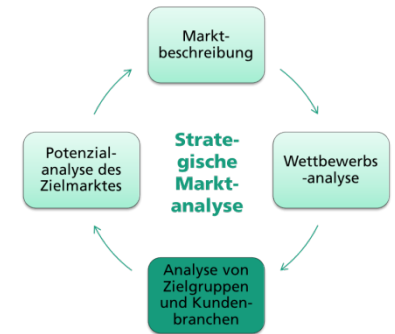 Markt-
beschreibung
Strate-
gische
Markt-
analyse
Potenzial-
analyse des
Zielmarktes
Wettbewerbs
-analyse
Analyse von
Zielgruppen
und Kunden-
branchen